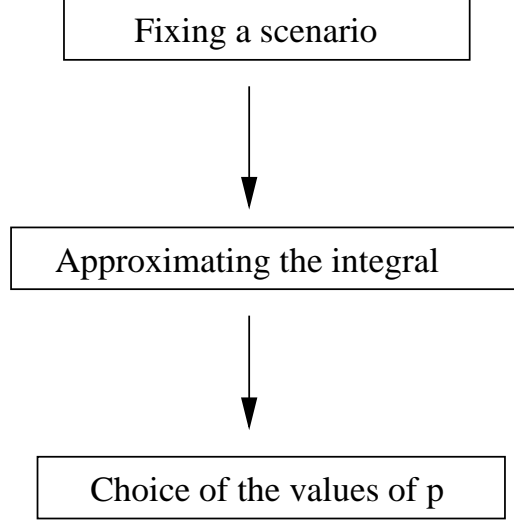 Fixing a scenario
Approximating the integral
Choice of the values of p